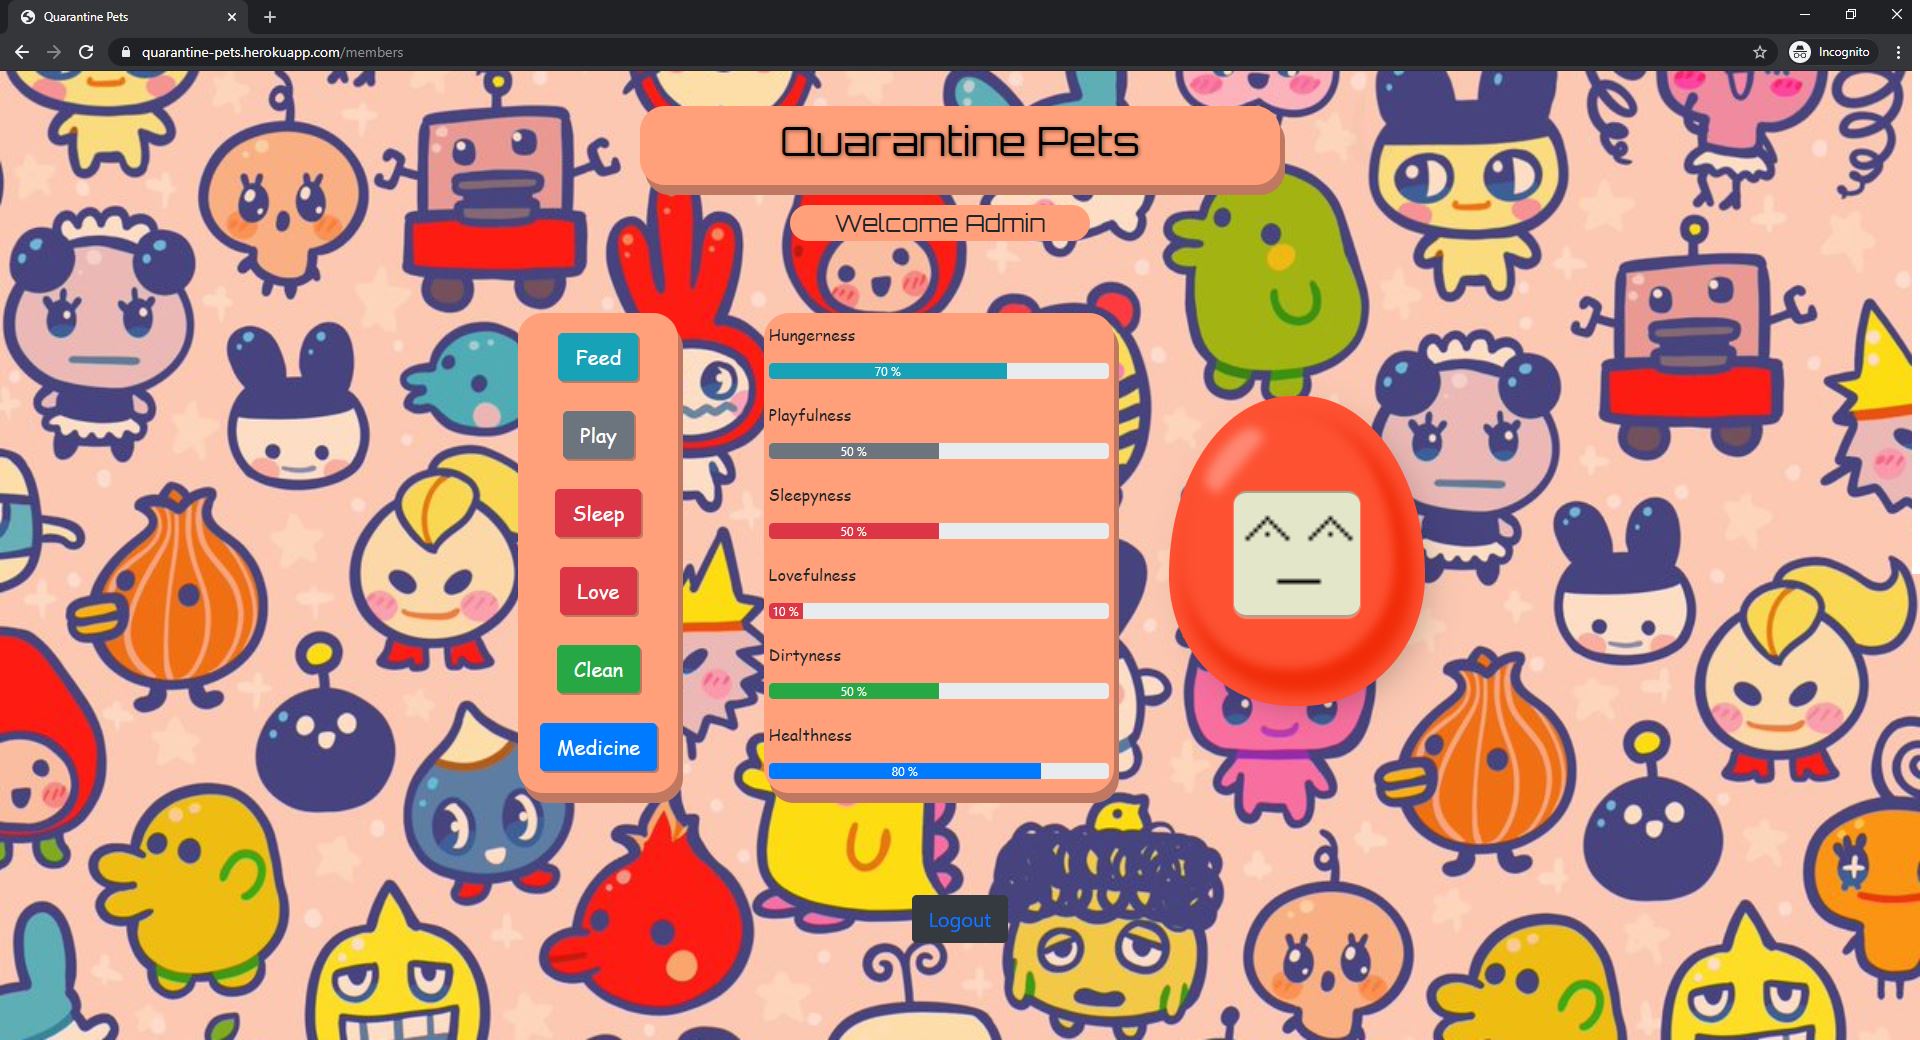 Quarantine Pets
quarantine-pets.herokuapp.com/members
Incognito
Quarantine Pets
Welcome Admin
Feed
Play
Sleep
Love
Clean
Medicine
Hungerness
70 %
Playfulness
50 %
Sleepyness
50 %
Lovefulness
10 %
Dirtyness
50 %
Healthness
80 %
Logout